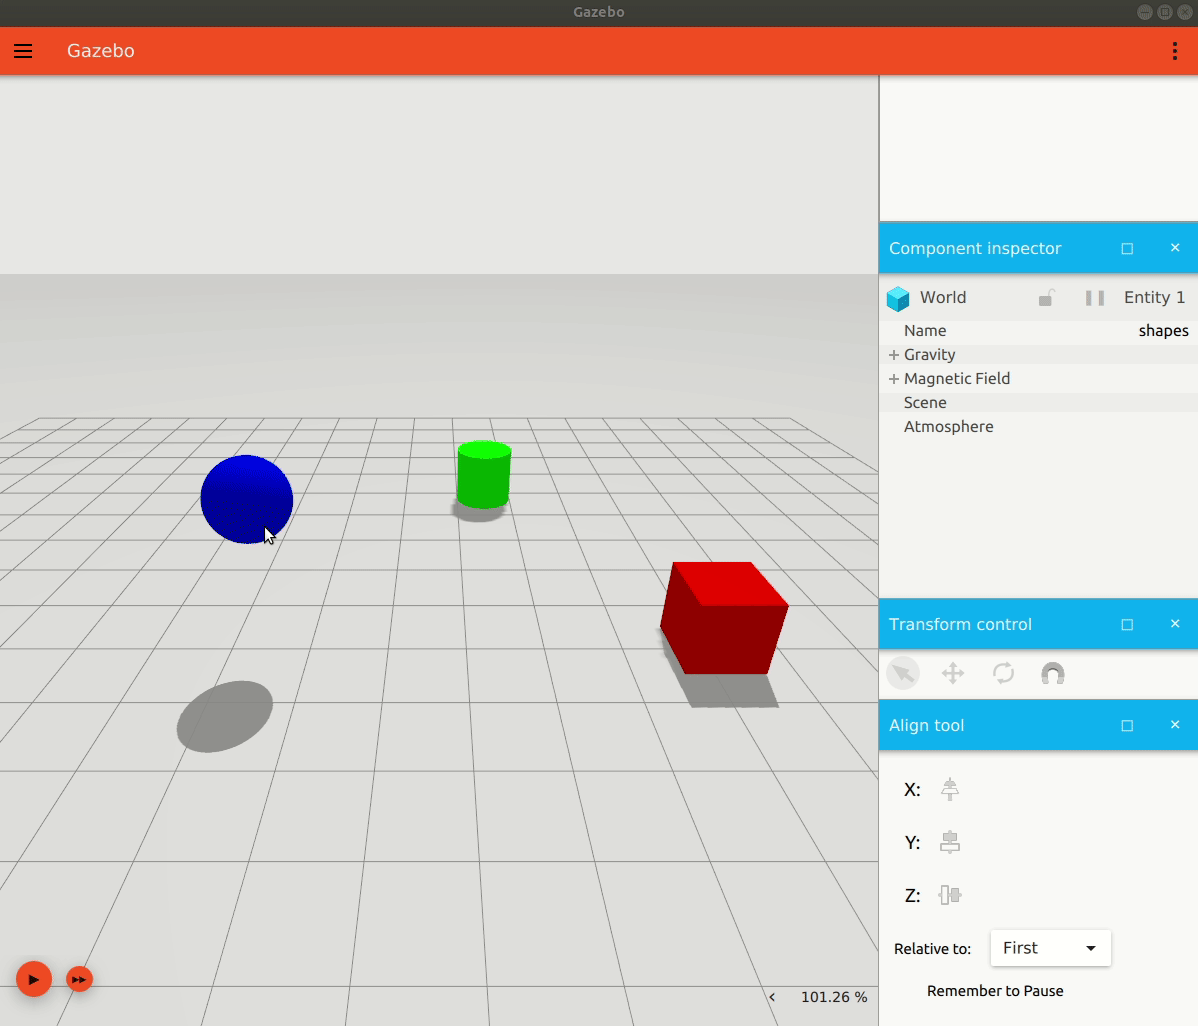 Gazebo
Gazebo
Component inspector
World Entity 1
Name shapes
Gravity
Magnetic Field
Scene
Atmosphere
Transform control
Align tool
X:
Y:
Z:
Relative to: First
101.26 %
Remember to Pause